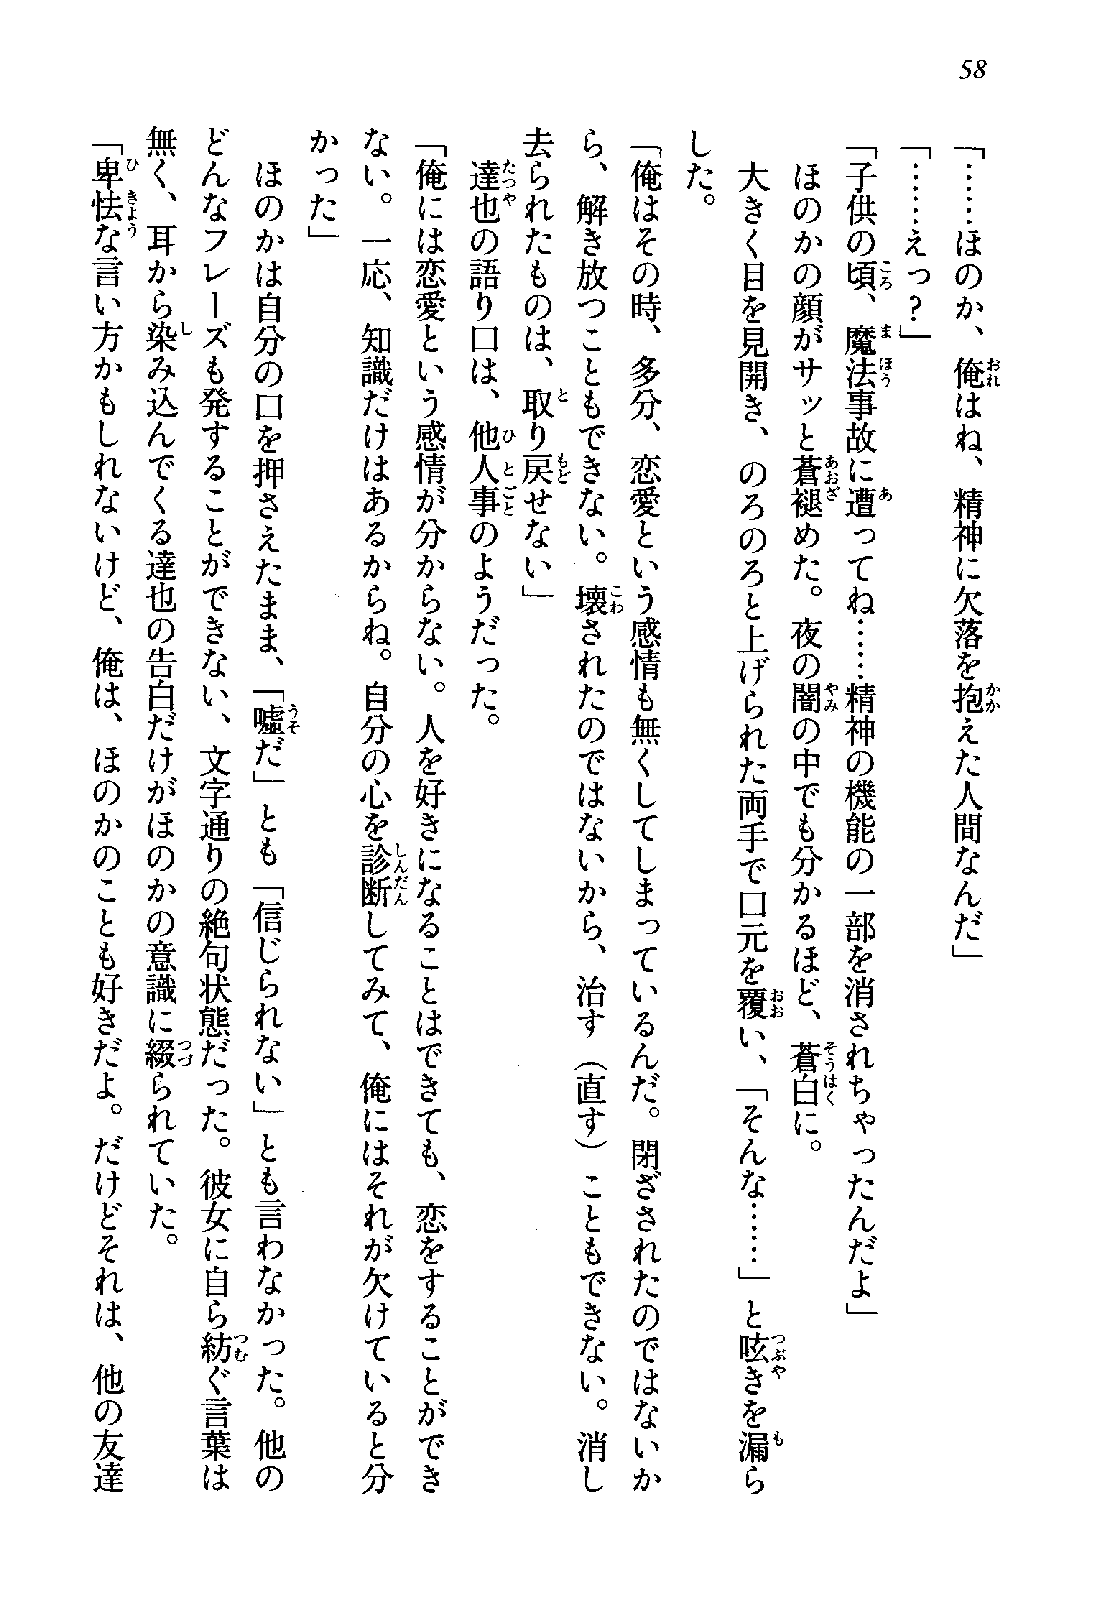 58
「……ほのか、俺はね、精神に欠落を抱えた人間なんだ」
「……えっ？」
「子供の頃、魔法事故に遭ってね……精神の機能の一部を消されちゃったんだよ」
ほのかの顔がサッと蒼褪めた。夜の闇の中でも分かるほど、蒼白に。
大きく目を見開き、のろのろと上げられた両手で口元を覆い、「そんな……」と呟きを漏ら
した。
「俺はその時、多分、恋愛という感情も無くしてしまっているんだ。閉ざされたのではないか
ら、解き放つこともできない。壊されたのではないから、治す（直す）こともできない。消し
去られたものは、取り戻せない」
達也の語り口は、他人事のようだった。
「俺には恋愛という感情が分からない。人を好きになることはできても、恋をすることができ
ない。一応、知識だけはあるからね。自分の心を診断してみて、俺にはそれが欠けていると分
かった」
ほのかは自分の口を押さえたまま、「嘘だ」とも「信じられない」とも言わなかった。他の
どんなフレーズも発することができない、文字通りの絶句状態だった。彼女に自ら紡ぐ言葉は
無く、耳から染み込んでくる達也の告白だけがほのかの意識に綴られていた。
「卑怯な言い方かもしれないけど、俺は、ほのかのことも好きだよ。だけどそれは、他の友達